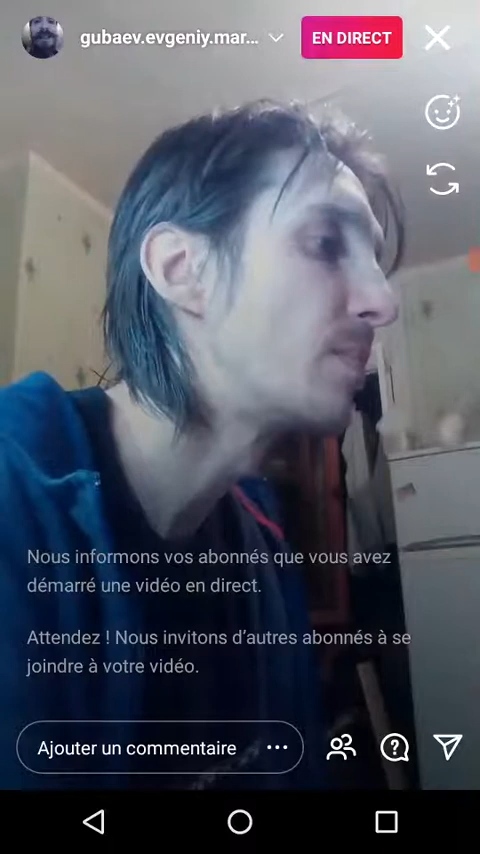 gubaev.evgeniy.mar...
EN DIRECT
Nous informons vos abonnés que vous avez
démarré une vidéo en direct.
Attendez ! Nous invitons d’autres abonnés à se
joindre à votre vidéo.
Ajouter un commentaire